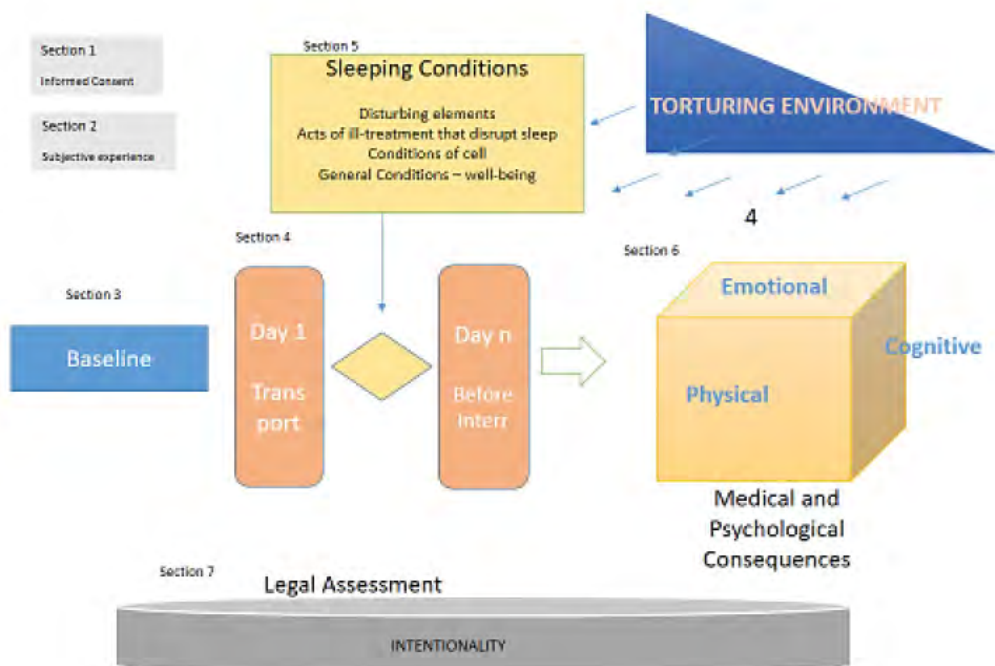 Section 1
Informed Consent
Section 2
Subjective experience
Section 5
Sleeping Conditions
Disturbing elements
Acts of ill-treatment that disrupt sleep
Conditions of cell
General Conditions – well-being
TORTURING ENVIRONMENT
4
Section 3
Baseline
Section 4
Day 1
Trans
port
Day n
Before
Interr
Section 6
Emotional
Cognitive
Physical
Medical and
Psychological
Consequences
Section 7
Legal Assessment
INTENTIONALITY